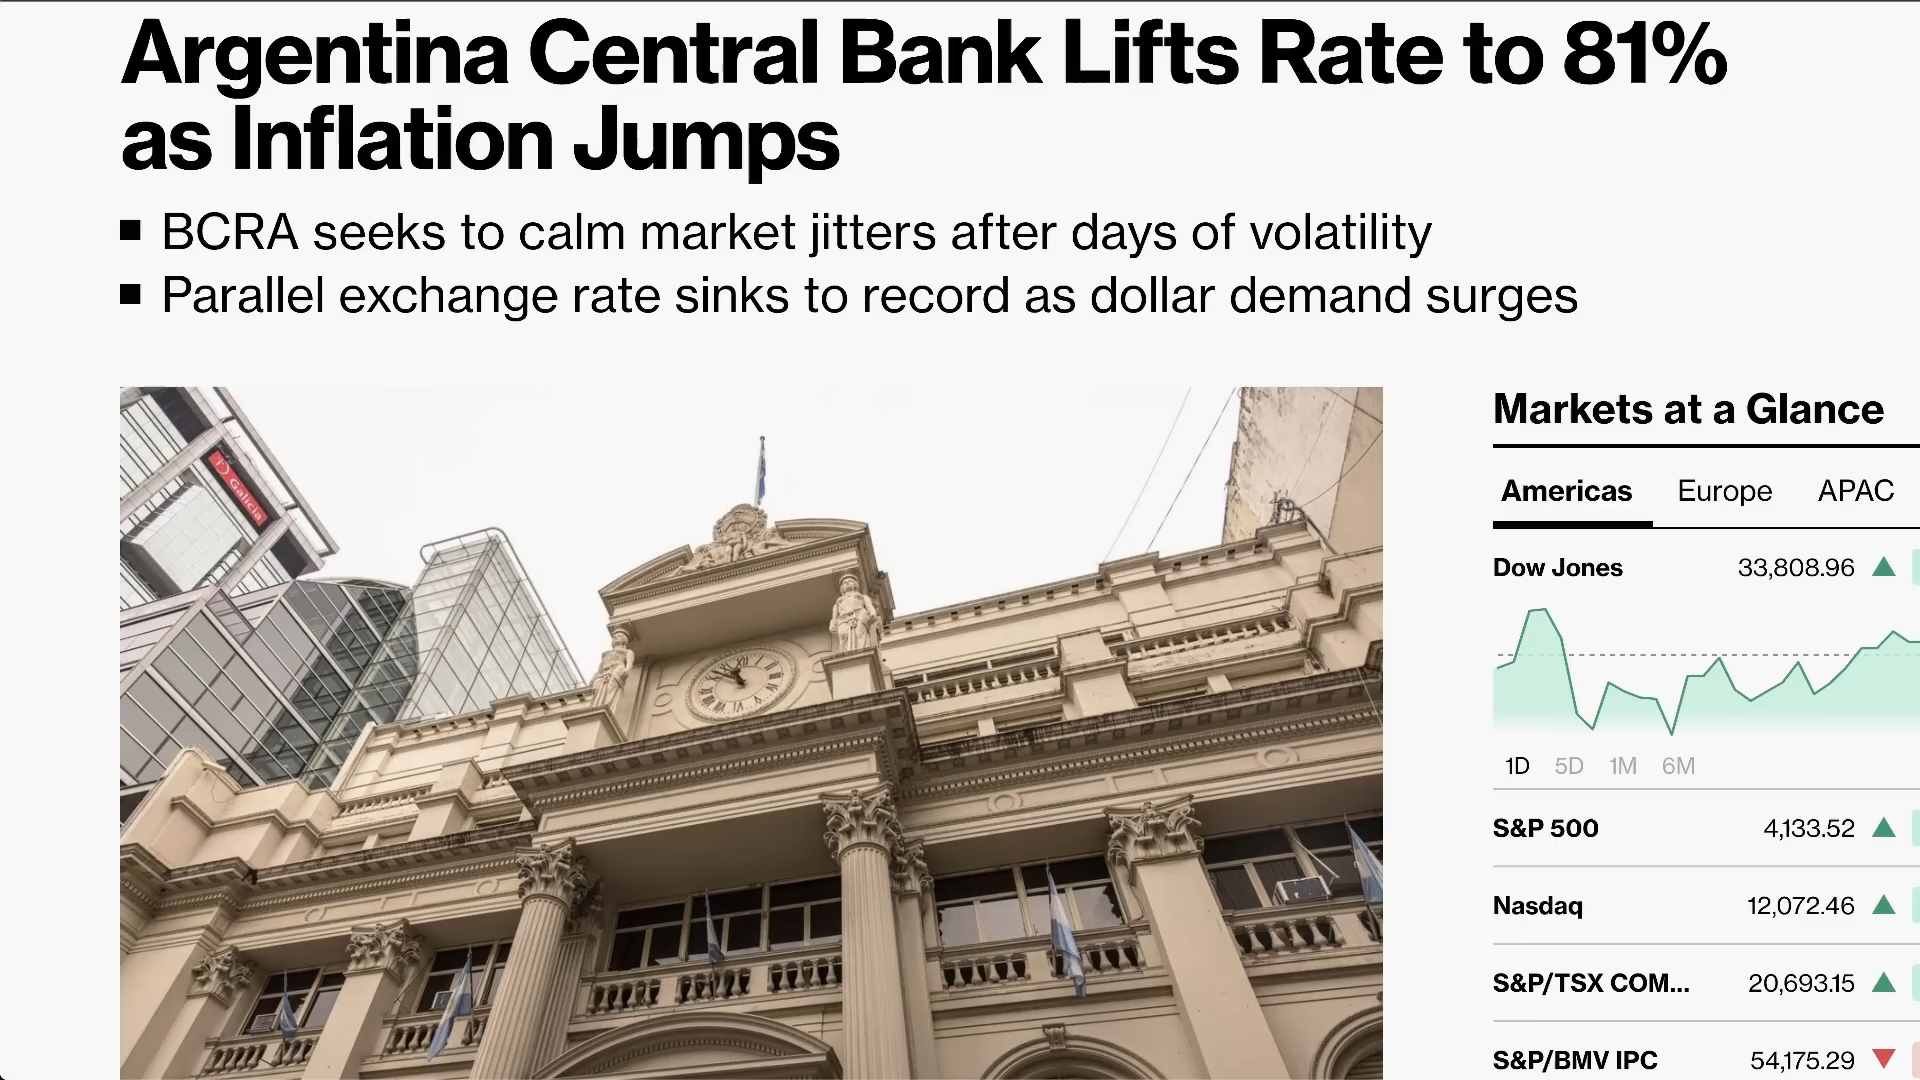 Argentina Central Bank Lifts Rate to 81%
as Inflation Jumps
BCRA seeks to calm market jitters after days of volatility
Parallel exchange rate sinks to record as dollar demand surges
Galicia
Markets at a Glance
Americas Europe APAC
Dow Jones 33,808.96
1D 5D 1M 6M
S&P 500 4,133.52
Nasdaq 12,072.46
S&P/TSX COM... 20,693.15
S&P/BMV IPC 54,175.29